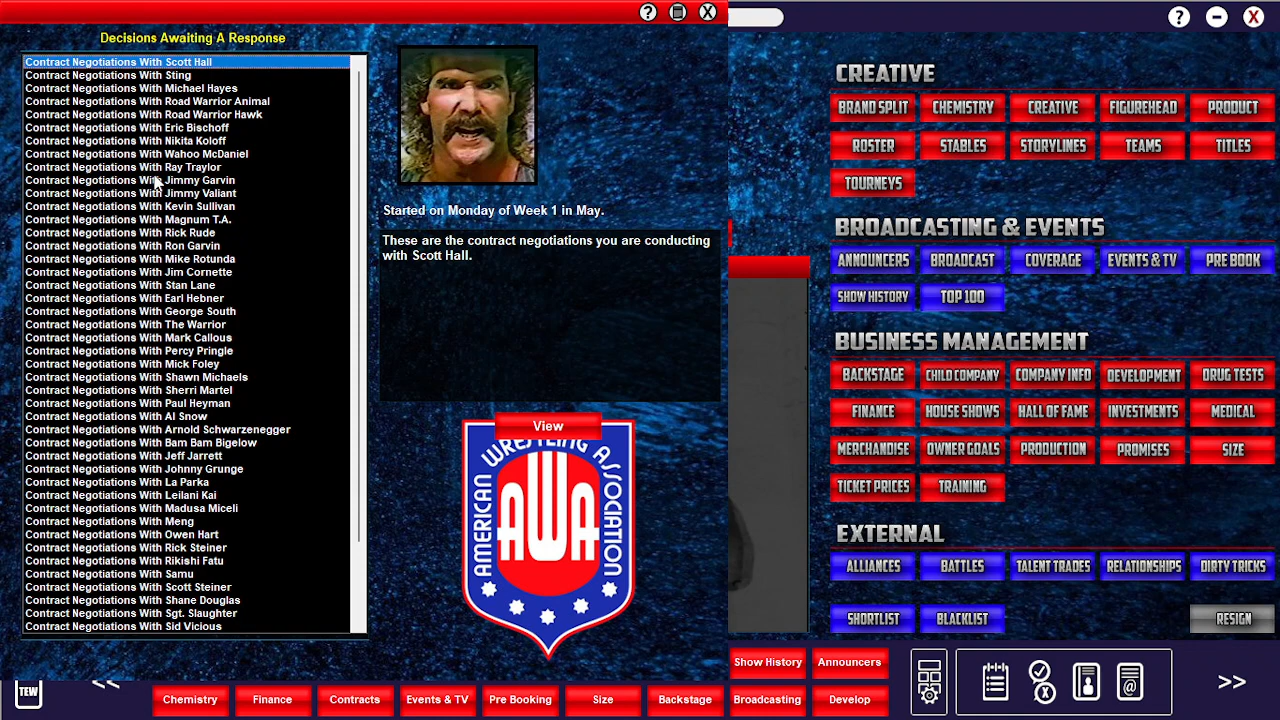 Decisions Awaiting A Response
Contract Negotiations With Scott Hall
Contract Negotiations With Sting
Contract Negotiations With Michael Hayes
Contract Negotiations With Road Warrior Animal
Contract Negotiations With Road Warrior Hawk
Contract Negotiations With Eric Bischoff
Contract Negotiations With Nikita Koloff
Contract Negotiations With Wahoo McDaniel
Contract Negotiations With Ray Traylor
Contract Negotiations With Jimmy Garvin
Contract Negotiations With Jimmy Valiant
Contract Negotiations With Kevin Sullivan
Contract Negotiations With Magnum T.A.
Contract Negotiations With Rick Rude
Contract Negotiations With Ron Garvin
Contract Negotiations With Mike Rotunda
Contract Negotiations With Jim Cornette
Contract Negotiations With Stan Lane
Contract Negotiations With Earl Hebner
Contract Negotiations With George South
Contract Negotiations With The Warrior
Contract Negotiations With Mark Callous
Contract Negotiations With Percy Pringle
Contract Negotiations With Mick Foley
Contract Negotiations With Shawn Michaels
Contract Negotiations With Sherri Martel
Contract Negotiations With Paul Heyman
Contract Negotiations With Al Snow
Contract Negotiations With Arnold Schwarzenegger
Contract Negotiations With Bam Bam Bigelow
Contract Negotiations With Jeff Jarrett
Contract Negotiations With Johnny Grunge
Contract Negotiations With La Parka
Contract Negotiations With Leilani Kai
Contract Negotiations With Madusa Miceli
Contract Negotiations With Meng
Contract Negotiations With Owen Hart
Contract Negotiations With Rick Steiner
Contract Negotiations With Rikishi Fatu
Contract Negotiations With Samu
Contract Negotiations With Scott Steiner
Contract Negotiations With Shane Douglas
Contract Negotiations With Sgt. Slaughter
Contract Negotiations With Sid Vicious
Started on Monday of Week 1 in May.
These are the contract negotiations you are conducting
with Scott Hall.
View
AMERICAN WRESTLING ASSOCIATION
AWA
? X
? X
CREATIVE
BRAND SPLIT CHEMISTRY CREATIVE FIGUREHEAD PRODUCT
ROSTER STABLES STORYLINES TEAMS TITLES
TOURNEYS
BROADCASTING & EVENTS
ANNOUNCERS BROADCAST COVERAGE EVENTS & TV PRE BOOK
SHOW HISTORY TOP 100
BUSINESS MANAGEMENT
BACKSTAGE CHILD COMPANY COMPANY INFO DEVELOPMENT DRUG TESTS
FINANCE HOUSE SHOWS HALL OF FAME INVESTMENTS MEDICAL
MERCHANDISE OWNER GOALS PRODUCTION PROMISES SIZE
TICKET PRICES TRAINING
EXTERNAL
ALLIANCES BATTLES TALENT TRADES RELATIONSHIPS DIRTY TRICKS
SHORTLIST BLACKLIST RESIGN
Show History Announcers
TEW << Chemistry Finance Contracts Events & TV Pre Booking Size Backstage Broadcasting Develop >>